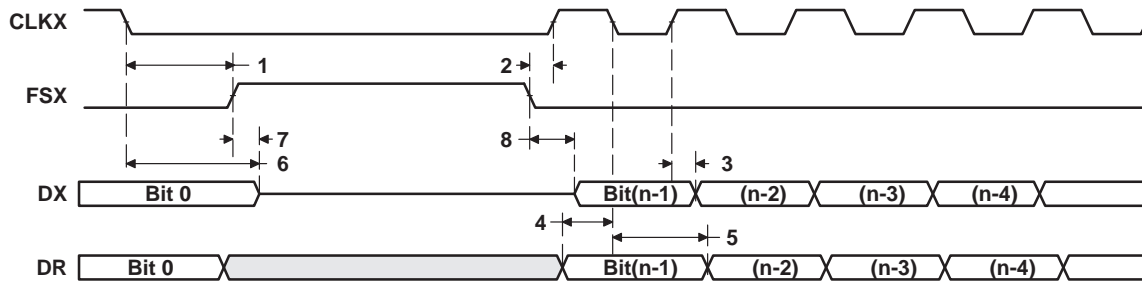 CLKX
1
2
FSX
7
8
6
3
DX
Bit 0
Bit(n-1)
(n-2)
(n-3)
(n-4)
4
5
DR
Bit 0
Bit(n-1)
(n-2)
(n-3)
(n-4)